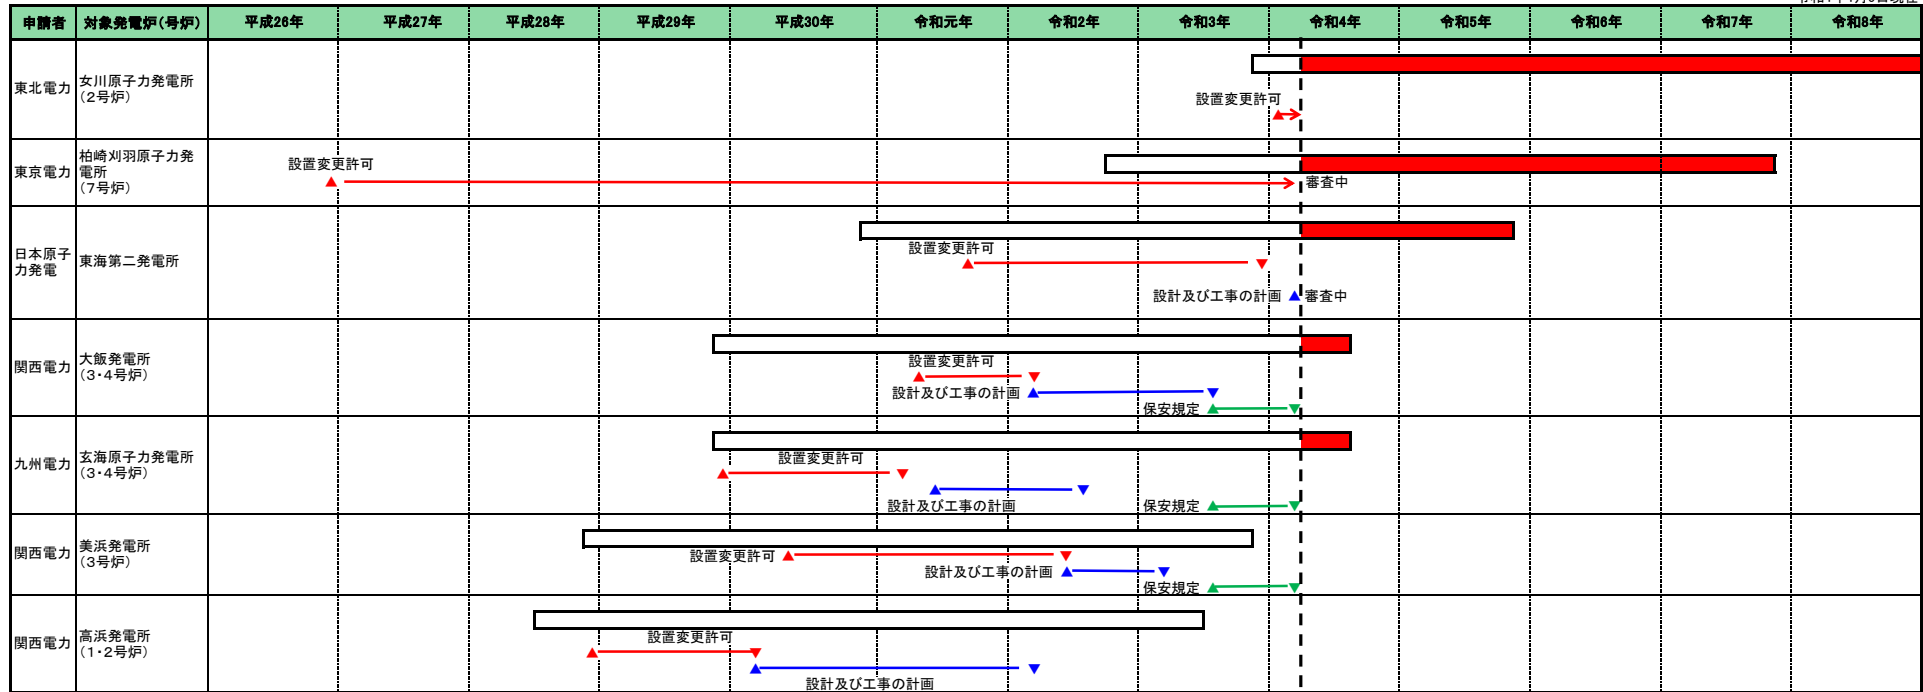 申請者 対象発電炉(号炉) 平成26年 平成27年 平成28年 平成29年 平成30年 令和元年 令和2年 令和3年 令和4年 令和5年 令和6年 令和7年 令和8年
東北電力
女川原子力発電所
(2号炉)
設置変更許可
東京電力
柏崎刈羽原子力発
電所
(7号炉)
設置変更許可
審査中
日本原子
力発電
東海第二発電所
設置変更許可
設計及び工事の計画
審査中
関西電力
大飯発電所
(3・4号炉)
設置変更許可
設計及び工事の計画
保安規定
九州電力
玄海原子力発電所
(3・4号炉)
設置変更許可
設計及び工事の計画
保安規定
関西電力
美浜発電所
(3号炉)
設置変更許可
設計及び工事の計画
保安規定
関西電力
高浜発電所
(1・2号炉)
設置変更許可
設計及び工事の計画